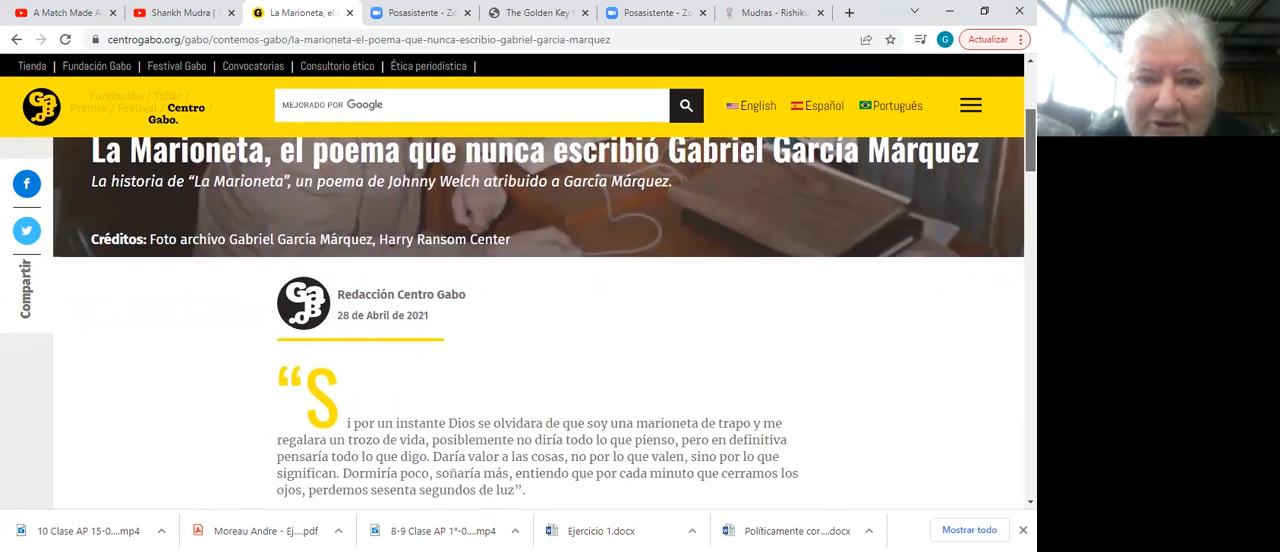 A Match Made A
Shankh Mudra |
La Marioneta, el
Posasistente - Zo
The Golden Key
Posasistente - Zo
Mudras - Rishiku
centrogabo.org/gabo/contemos-gabo/la-marioneta-el-poema-que-nunca-escribio-gabriel-garcia-marquez
G
Actualizar
Tienda | Fundación Gabo | Festival Gabo | Convocatorias | Consultorio ético | Ética periodística |
Fundación / Taller /
Premio / Festival / Centro /
Gabo.
MEJORADO POR Google
English
Español
Português
La Marioneta, el poema que nunca escribió Gabriel García Márquez
La historia de “La Marioneta”, un poema de Johnny Welch atribuido a García Márquez.
Créditos: Foto archivo Gabriel García Márquez, Harry Ransom Center
Compartir
Redacción Centro Gabo
28 de Abril de 2021
“Si por un instante Dios se olvidara de que soy una marioneta de trapo y me
regalara un trozo de vida, posiblemente no diría todo lo que pienso, pero en definitiva
pensaría todo lo que digo. Daría valor a las cosas, no por lo que valen, sino por lo que
significan. Dormiría poco, soñaría más, entiendo que por cada minuto que cerramos los
ojos, perdemos sesenta segundos de luz”.
10 Clase AP 15-0....mp4
Moreau Andre - Ej....pdf
8-9 Clase AP 1°-0....mp4
Ejercicio 1.docx
Políticamente cor....docx
Mostrar todo